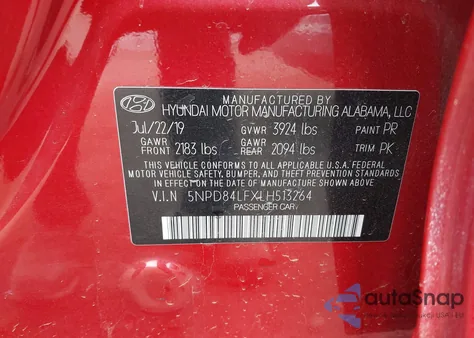 MANUFACTURED BY
HYUNDAI MOTOR MANUFACTURING ALABAMA, LLC
Jul/22/19 GVWR 3924 lbs PAINT PR
GAWR FRONT 2183 lbs GAWR REAR 2094 lbs TRIM PK
THIS VEHICLE CONFORMS TO ALL APPLICABLE U.S.A. FEDERAL
MOTOR VEHICLE SAFETY, BUMPER, AND THEFT
PREVENTION STANDARDS IN EFFECT ON THE DATE OF
MANUFACTURE SHOWN ABOVE.
V.I.N 5NPD84LFXLH513264
PASSENGER CAR
autoSnap